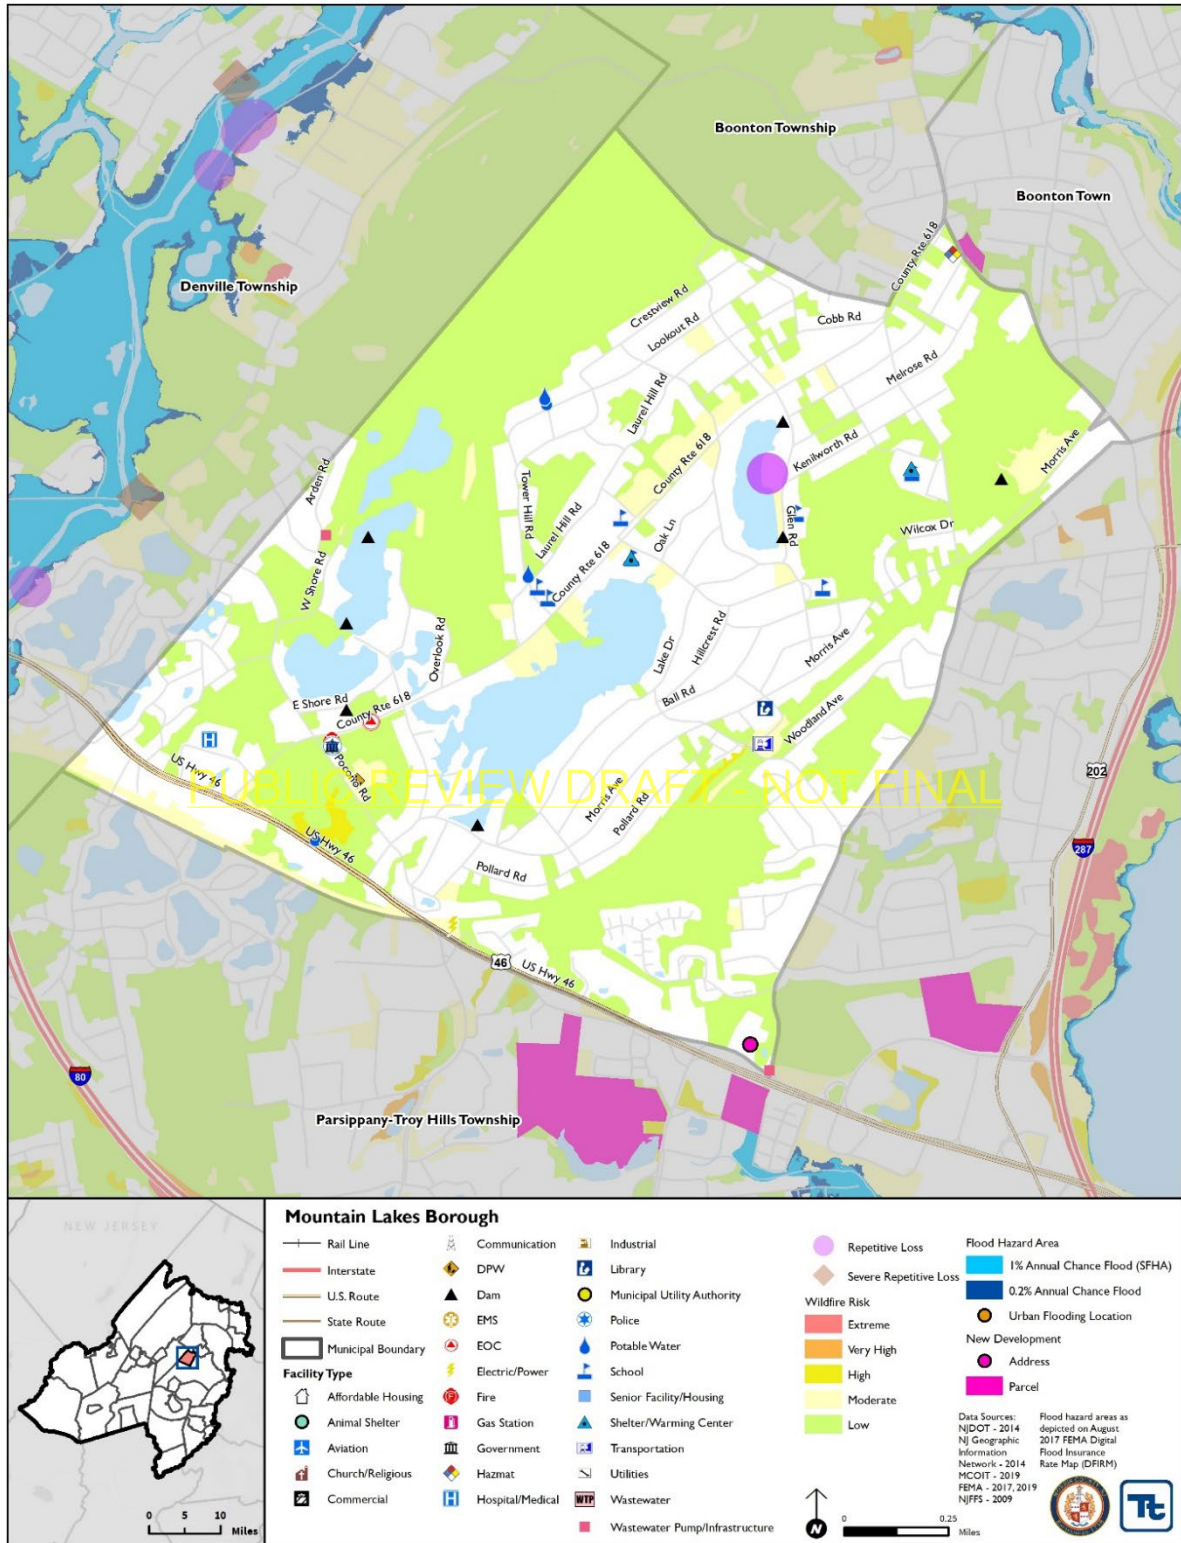 Boonton Township
Boonton Town
County Rte 618
Denville Township
Crestview Rd
Lookout Rd
Cobb Rd
Melrose Rd
Laurel Hill Rd
County Rte 618
Kenilworth Rd
Morris Ave
Arden Rd
Tower Hill Rd
Laurel Hill Rd
Oak Ln
Glen Rd
Wilcox Dr
W Shore Rd
County Rte 618
Overlook Rd
Lake Dr
Hillcrest Rd
Morris Ave
E Shore Rd
County Rte 618
Ball Rd
Woodland Ave
H
US Hwy 46
Pocono Rd
PUBLIC REVIEW DRAFT - NOT FINAL
202
Morris Ave
Pollard Rd
US Hwy 46
287
Pollard Rd
46
US Hwy 46
80
Parsippany-Troy Hills Township
NEW JERSEY
0 5 10
Miles
Mountain Lakes Borough
Rail Line
Interstate
U.S. Route
State Route
Municipal Boundary
Facility Type
Affordable Housing
Animal Shelter
Aviation
Church/Religious
Commercial
Communication
DPW
Dam
EMS
EOC
Electric/Power
Fire
Gas Station
Government
Hazmat
Hospital/Medical
Industrial
Library
Municipal Utility Authority
Police
Potable Water
School
Senior Facility/Housing
Shelter/Warming Center
Transportation
Utilities
WTP Wastewater
Wastewater Pump/Infrastructure
Repetitive Loss
Severe Repetitive Loss
Wildfire Risk
Extreme
Very High
High
Moderate
Low
N
0 0.25
Miles
Flood Hazard Area
1% Annual Chance Flood (SFHA)
0.2% Annual Chance Flood
Urban Flooding Location
New Development
Address
Parcel
Data Sources:
NJDOT - 2014
NJ Geographic
Information
Network - 2014
MCOIT - 2019
FEMA - 2017, 2019
NJFFS - 2009
Flood hazard areas as
depicted on August
2017 FEMA Digital
Flood Insurance
Rate Map (DFIRM)
Tt